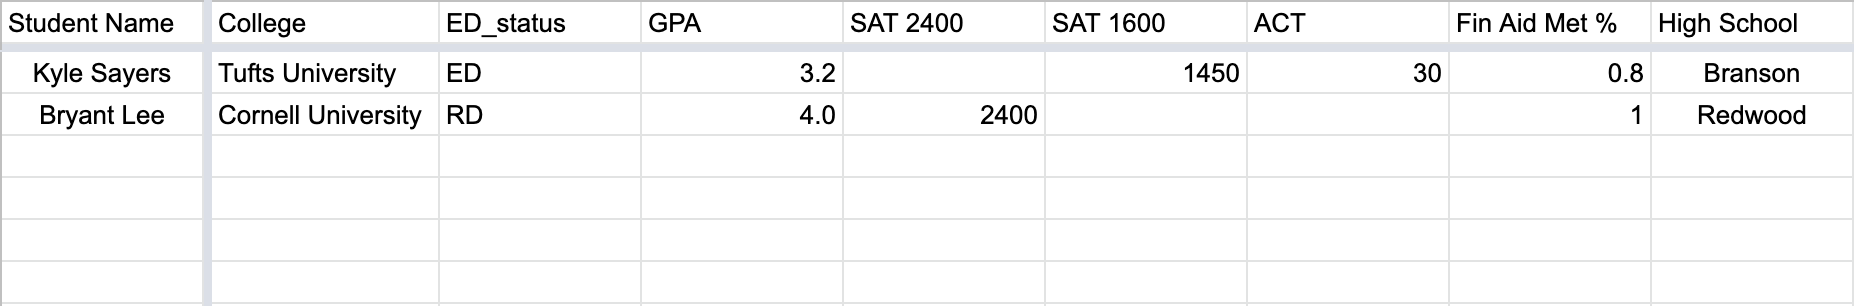 Student Name College ED_status GPA SAT 2400 SAT 1600 ACT Fin Aid Met % High School
Kyle Sayers Tufts University ED 3.2 1450 30 0.8 Branson
Bryant Lee Cornell University RD 4.0 2400 1 Redwood